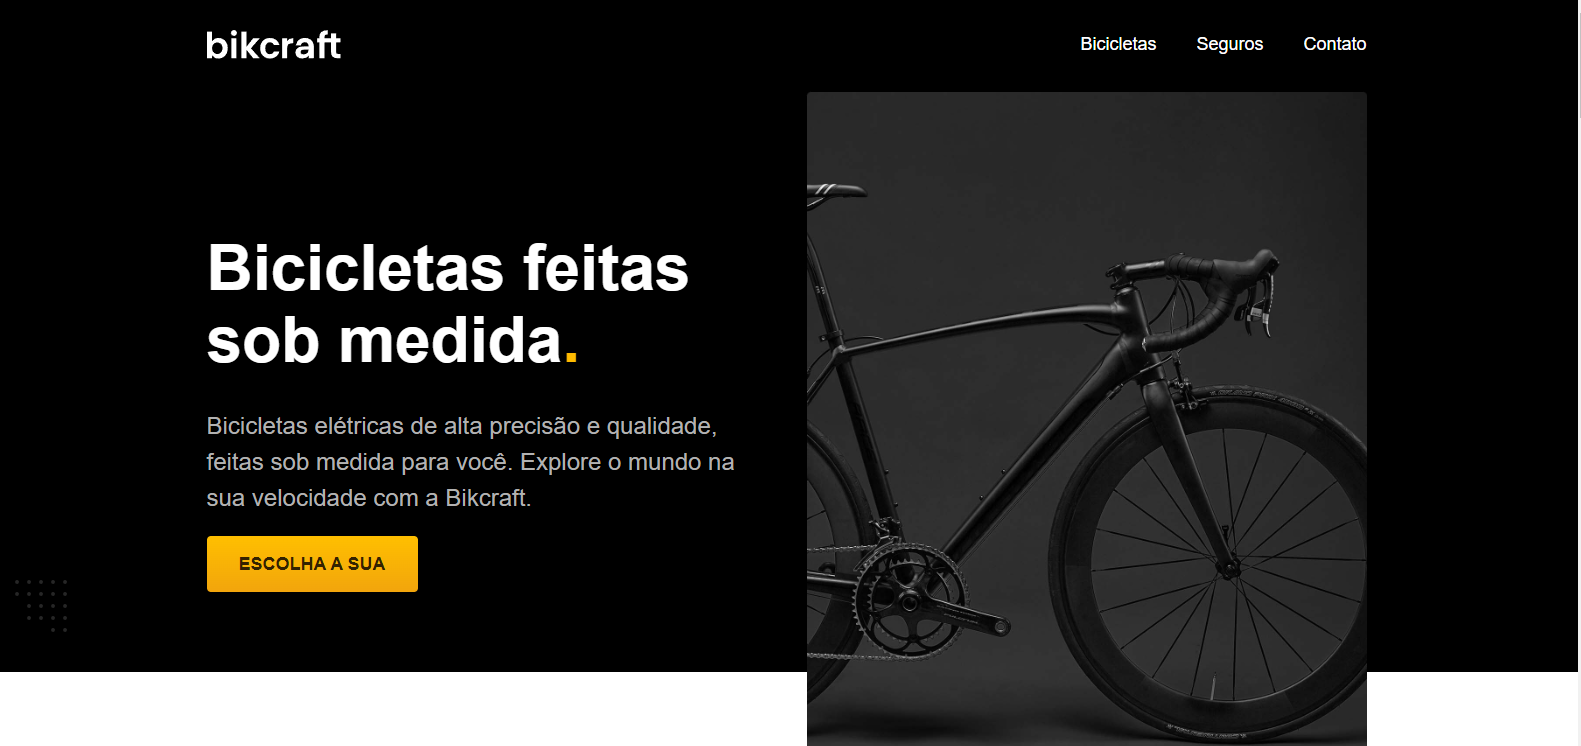 bikcraft
Bicicletas
Seguros
Contato
Bicicletas feitas
sob medida.
Bicicletas elétricas de alta precisão e qualidade,
feitas sob medida para você. Explore o mundo na
sua velocidade com a Bikcraft.
ESCOLHA A SUA